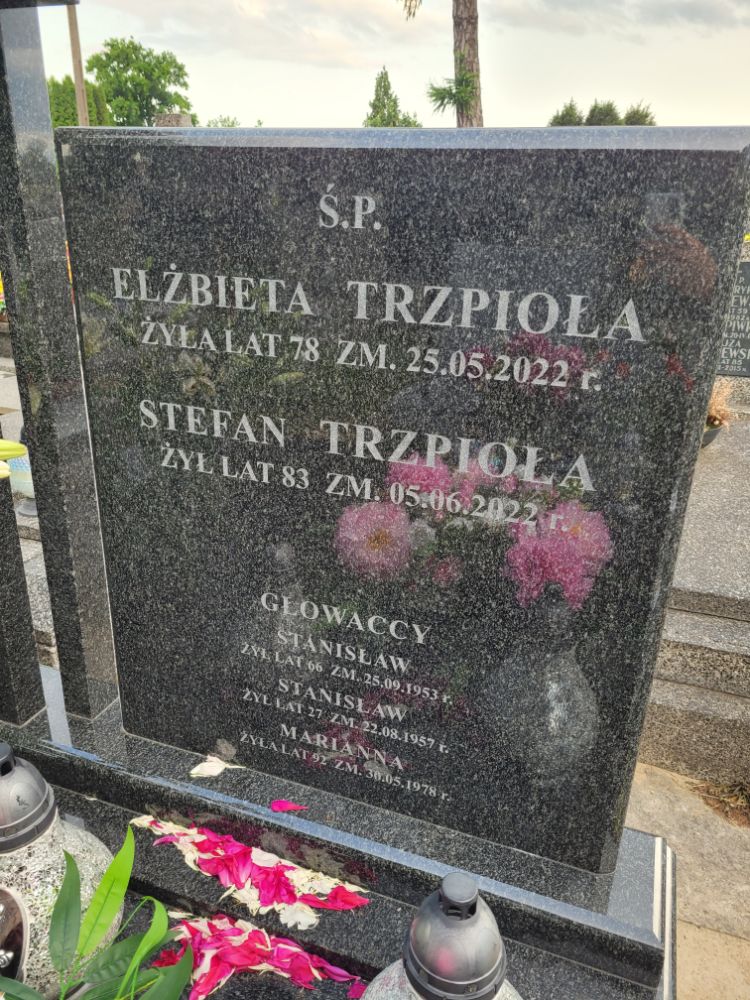 Ś.P.
ELŻBIETA TRZPIOŁA
ŻYŁA LAT 78 ZM. 25.05.2022 r.
STEFAN TRZPIOŁA
ŻYŁ LAT 83 ZM. 05.06.2022 r.
GŁOWACCY
STANISŁAW
ŻYŁ LAT 66 ZM. 25.09.1953 r.
STANISŁAW
ŻYŁ LAT 27 ZM. 22.08.1957 r.
MARIANNA
ŻYŁA LAT 92 ZM. 30.05.1978 r.